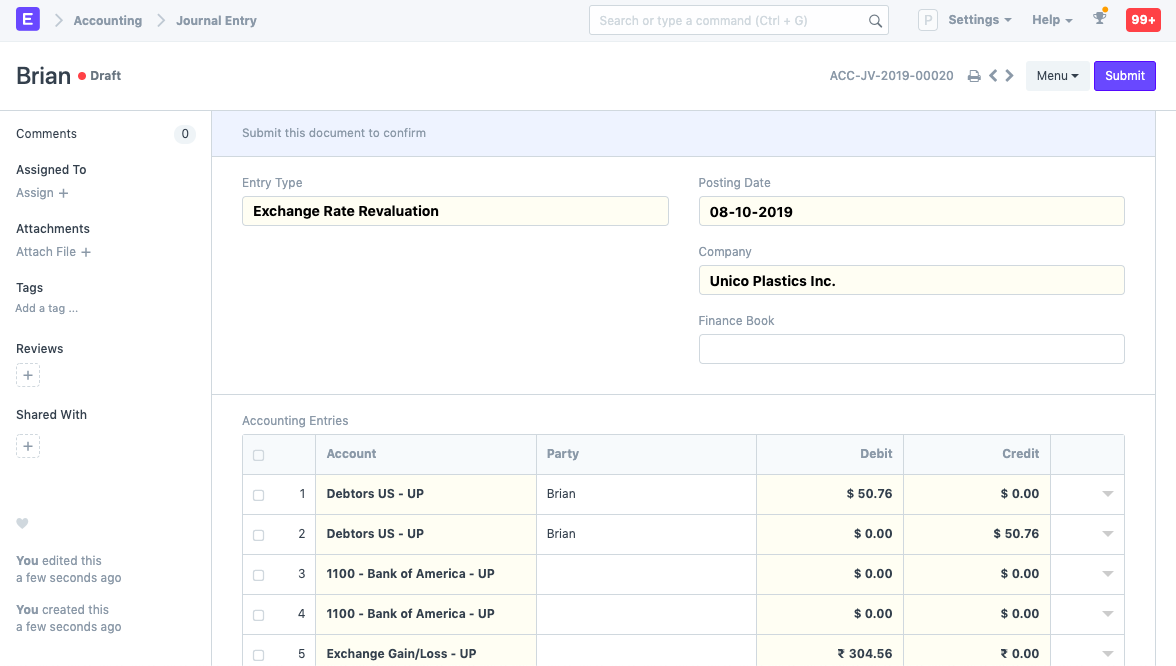 E Accounting Journal Entry Search or type a command (Ctrl + G) P Settings Help 99+
Brian Draft ACC-JV-2019-00020 Menu Submit
Comments 0
Assigned To
Assign +
Attachments
Attach File +
Tags
Add a tag ...
Reviews
+
Shared With
+
You edited this
a few seconds ago
You created this
a few seconds ago
Submit this document to confirm
Entry Type
Exchange Rate Revaluation
Posting Date
08-10-2019
Company
Unico Plastics Inc.
Finance Book
Accounting Entries
Account Party Debit Credit
1 Debtors US - UP Brian $ 50.76 $ 0.00
2 Debtors US - UP Brian $ 0.00 $ 50.76
3 1100 - Bank of America - UP $ 0.00 $ 0.00
4 1100 - Bank of America - UP $ 0.00 $ 0.00
5 Exchange Gain/Loss - UP ₹ 304.56 ₹ 0.00